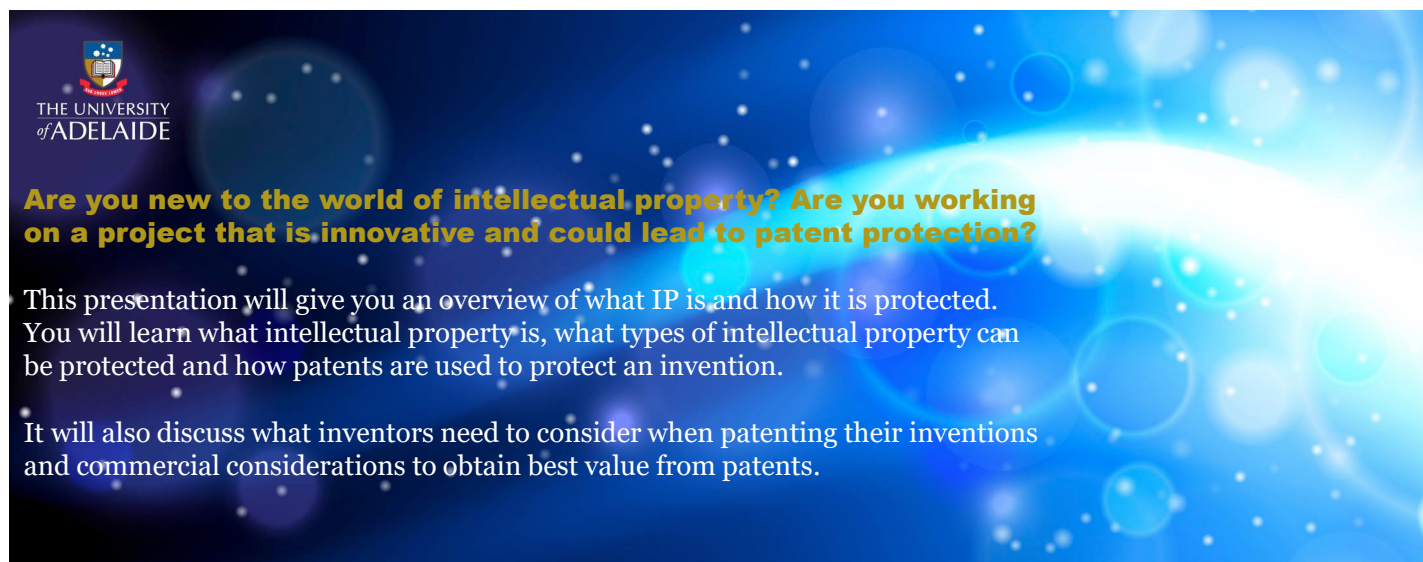 THE UNIVERSITY
of ADELAIDE
Are you new to the world of intellectual property? Are you working
on a project that is innovative and could lead to patent protection?
This presentation will give you an overview of what IP is and how it is protected.
You will learn what intellectual property is, what types of intellectual property can
be protected and how patents are used to protect an invention.
It will also discuss what inventors need to consider when patenting their inventions
and commercial considerations to obtain best value from patents.